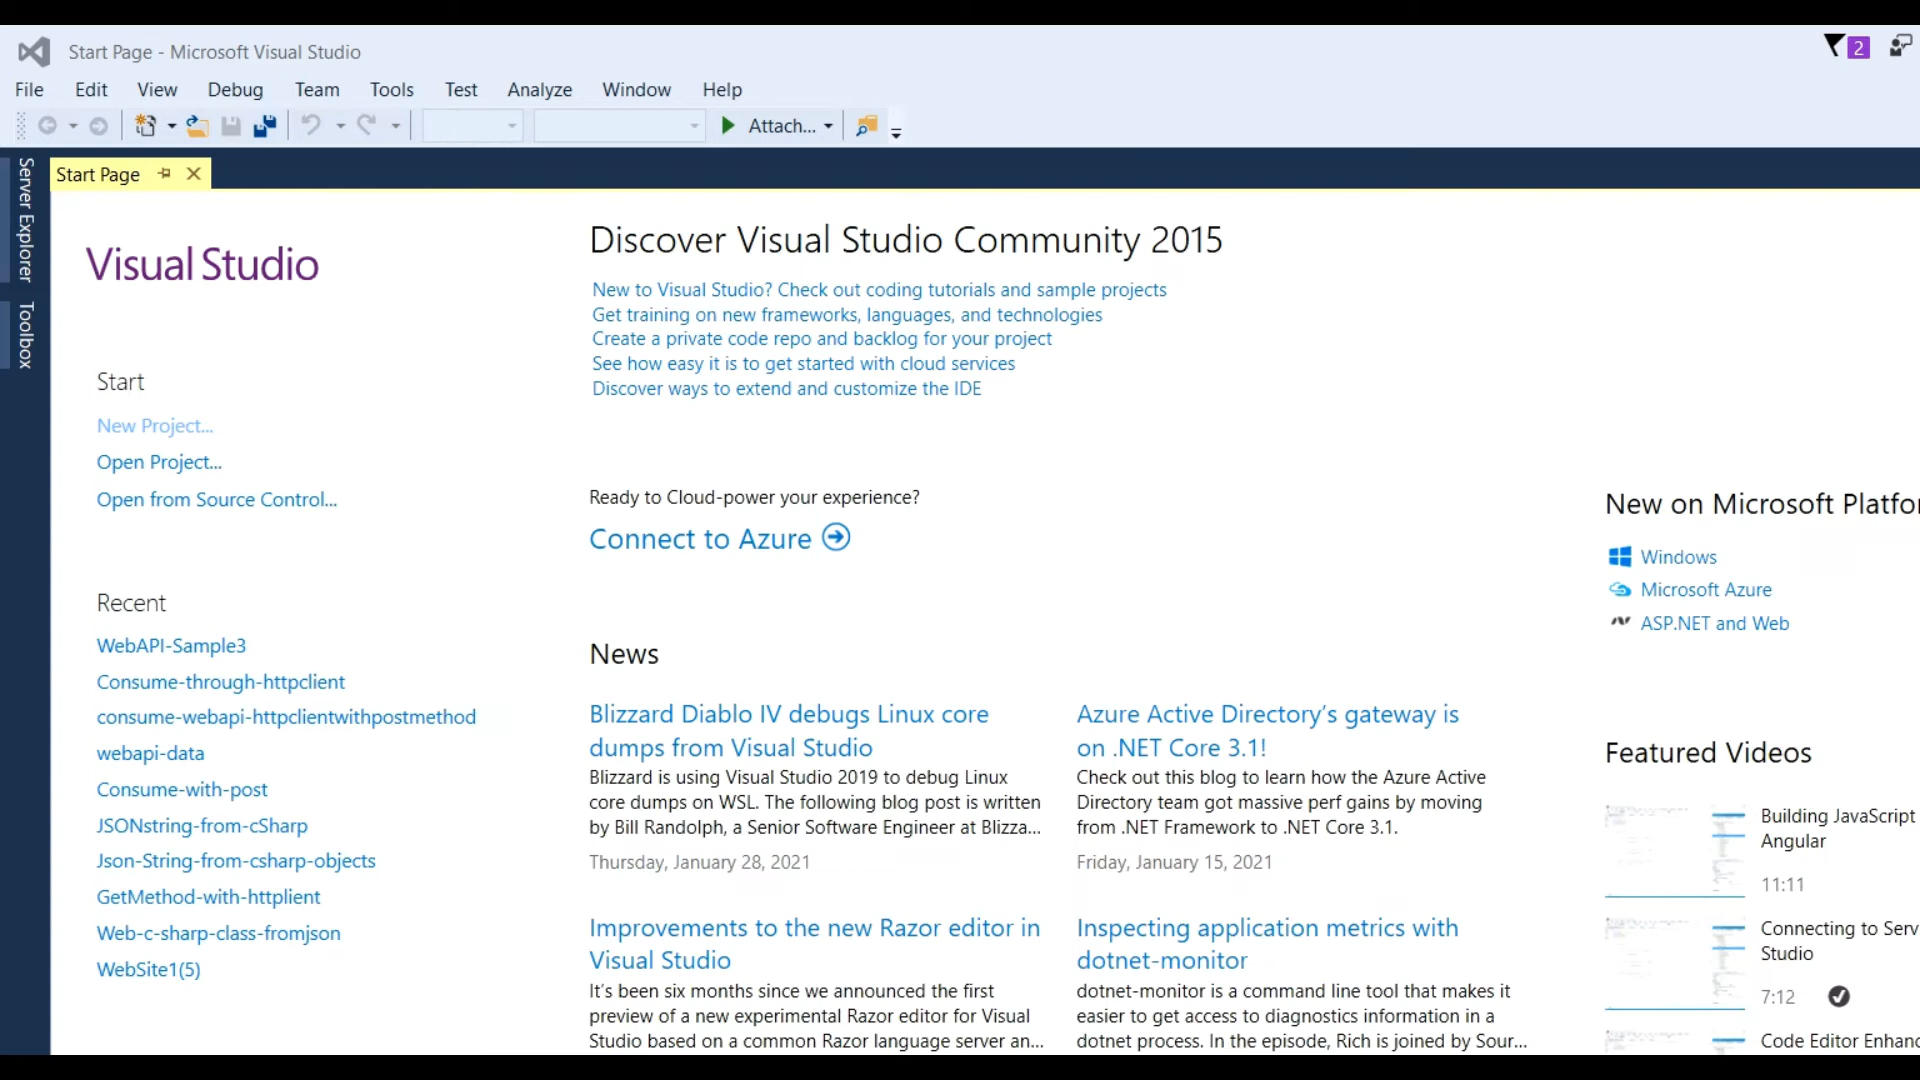 Start Page - Microsoft Visual Studio
2
File Edit View Debug Team Tools Test Analyze Window Help
Attach...
Server Explorer
Toolbox
Start Page
Visual Studio
Start
New Project...
Open Project...
Open from Source Control...
Recent
WebAPI-Sample3
Consume-through-httpclient
consume-webapi-httpclientwithpostmethod
webapi-data
Consume-with-post
JSONstring-from-cSharp
Json-String-from-csharp-objects
GetMethod-with-httplient
Web-c-sharp-class-fromjson
WebSite1(5)
Discover Visual Studio Community 2015
New to Visual Studio? Check out coding tutorials and sample projects
Get training on new frameworks, languages, and technologies
Create a private code repo and backlog for your project
See how easy it is to get started with cloud services
Discover ways to extend and customize the IDE
Ready to Cloud-power your experience?
Connect to Azure
News
Blizzard Diablo IV debugs Linux core
dumps from Visual Studio
Blizzard is using Visual Studio 2019 to debug Linux
core dumps on WSL. The following blog post is written
by Bill Randolph, a Senior Software Engineer at Blizza...
Thursday, January 28, 2021
Azure Active Directory's gateway is
on .NET Core 3.1!
Check out this blog to learn how the Azure Active
Directory team got massive perf gains by moving
from .NET Framework to .NET Core 3.1.
Friday, January 15, 2021
Improvements to the new Razor editor in
Visual Studio
It's been six months since we announced the first
preview of a new experimental Razor editor for Visual
Studio based on a common Razor language server an...
Inspecting application metrics with
dotnet-monitor
dotnet-monitor is a command line tool that makes it
easier to get access to diagnostics information in a
dotnet process. In the episode, Rich is joined by Sour...
New on Microsoft Platfor
Windows
Microsoft Azure
ASP.NET and Web
Featured Videos
Building JavaScript
Angular
11:11
Connecting to Serv
Studio
7:12
Code Editor Enhanc